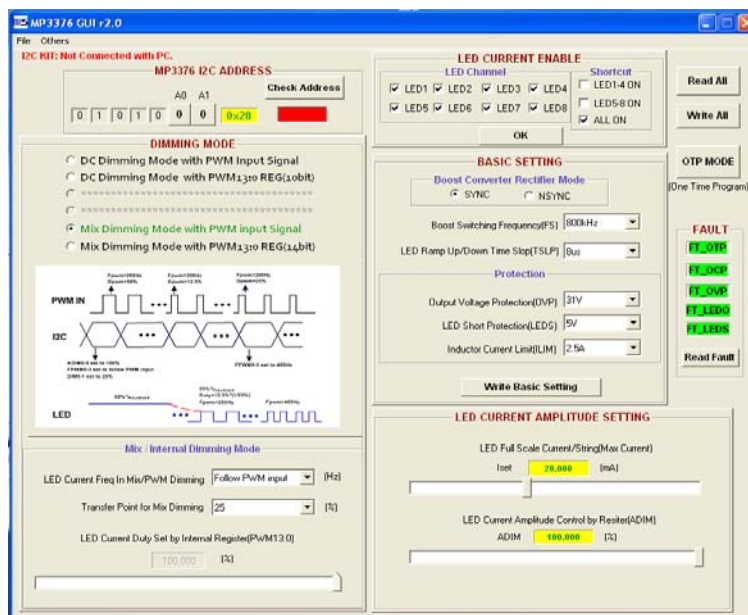 MP3376 GUI r2.0
File Others
I2C KIT: Not Connected with PC.
MP3376 I2C ADDRESS
A0 A1
Check Address
0 1 0 1 0 0 0 0x28
DIMMING MODE
DC Dimming Mode with PWM Input Signal
DC Dimming Mode with PWM13:0 REG(10bit)
Mix Dimming Mode with PWM input Signal
Mix Dimming Mode with PWM13:0 REG(14bit)
PWM IN
I2C
LED
Mix / Internal Dimming Mode
LED Current Freq In Mix/PWM Dimming Follow PWM input (Hz)
Transfer Point for Mix Dimming 25 (%)
LED Current Duty Set by Internal Register(PWM13:0)
100.000 (%)
LED CURRENT ENABLE
LED Channel
LED1 LED2 LED3 LED4
LED5 LED6 LED7 LED8
Shortcut
LED1-4 ON
LED5-8 ON
ALL ON
OK
BASIC SETTING
Boost Converter Rectifier Mode
SYNC NSYNC
Boost Switching Frequency(FS) 800kHz
LED Ramp Up/Down Time Slop(TSLP) 8us
Protection
Output Voltage Protection(OVP) 31V
LED Short Protection(LEDS) 5V
Inductor Current Limit(ILIM) 2.5A
Write Basic Setting
LED CURRENT AMPLITUDE SETTING
LED Full Scale Current/String(Max Current)
Iset 20.000 (mA)
LED Current Amplitude Control by Resiter(ADIM)
ADIM 100.000 (%)
Read All
Write All
OTP MODE
(One Time Program)
FAULT
FT_OTP
FT_OCP
FT_OVP
FT_LEDO
FT_LEDS
Read Fault